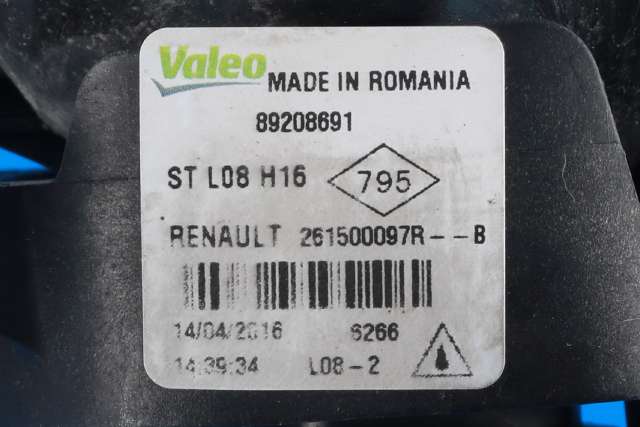 Valeo MADE IN ROMANIA
89208691
ST L08 H16 795
RENAULT 261500097R--B
14/04/2016 6266
14:39:34 L08-2